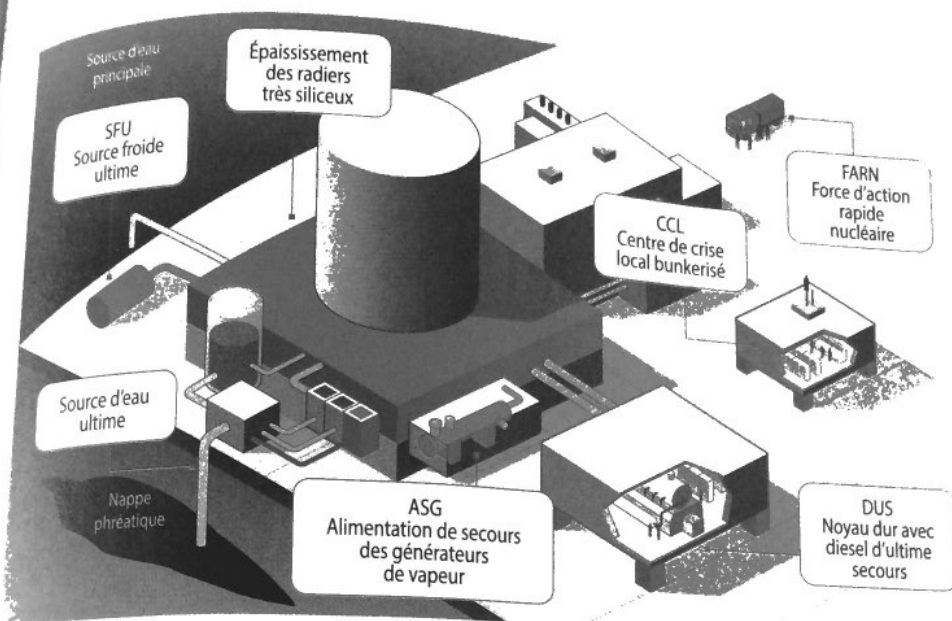 Source d'eau
principale
Épaississement
des radiers
très siliceux
SFU
Source froide
ultime
FARN
Force d'action
rapide
nucléaire
CCL
Centre de crise
local bunkerisé
Source d'eau
ultime
Nappe
phréatique
ASG
Alimentation de secours
des générateurs
de vapeur
DUS
Noyau dur avec
diesel d'ultime
secours